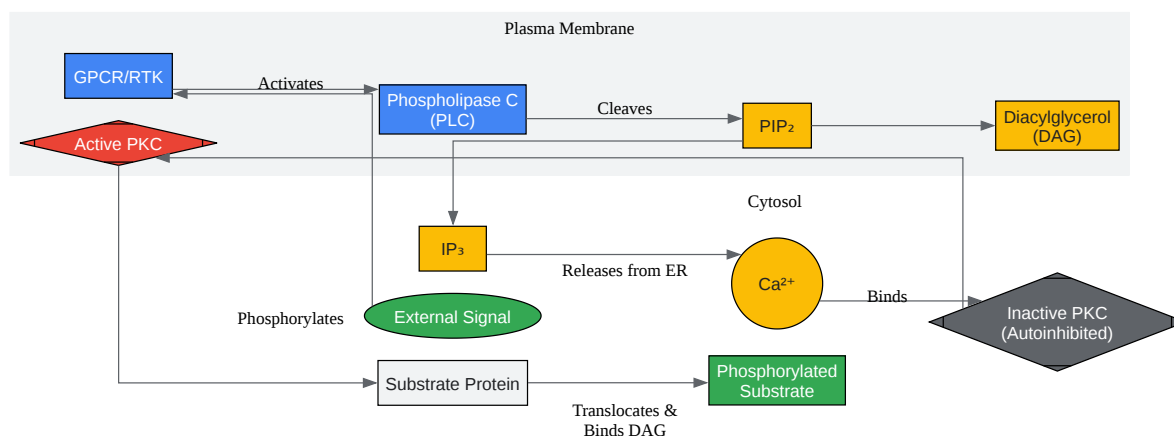 Plasma Membrane
GPCR/RTK
Activates
Phospholipase C
(PLC)
Cleaves
PIP₂
Diacylglycerol
(DAG)
Active PKC
Cytosol
IP₃
Releases from ER
Ca²⁺
Binds
Inactive PKC
(Autoinhibited)
Phosphorylates
External Signal
Substrate Protein
Phosphorylated
Substrate
Translocates &
Binds DAG